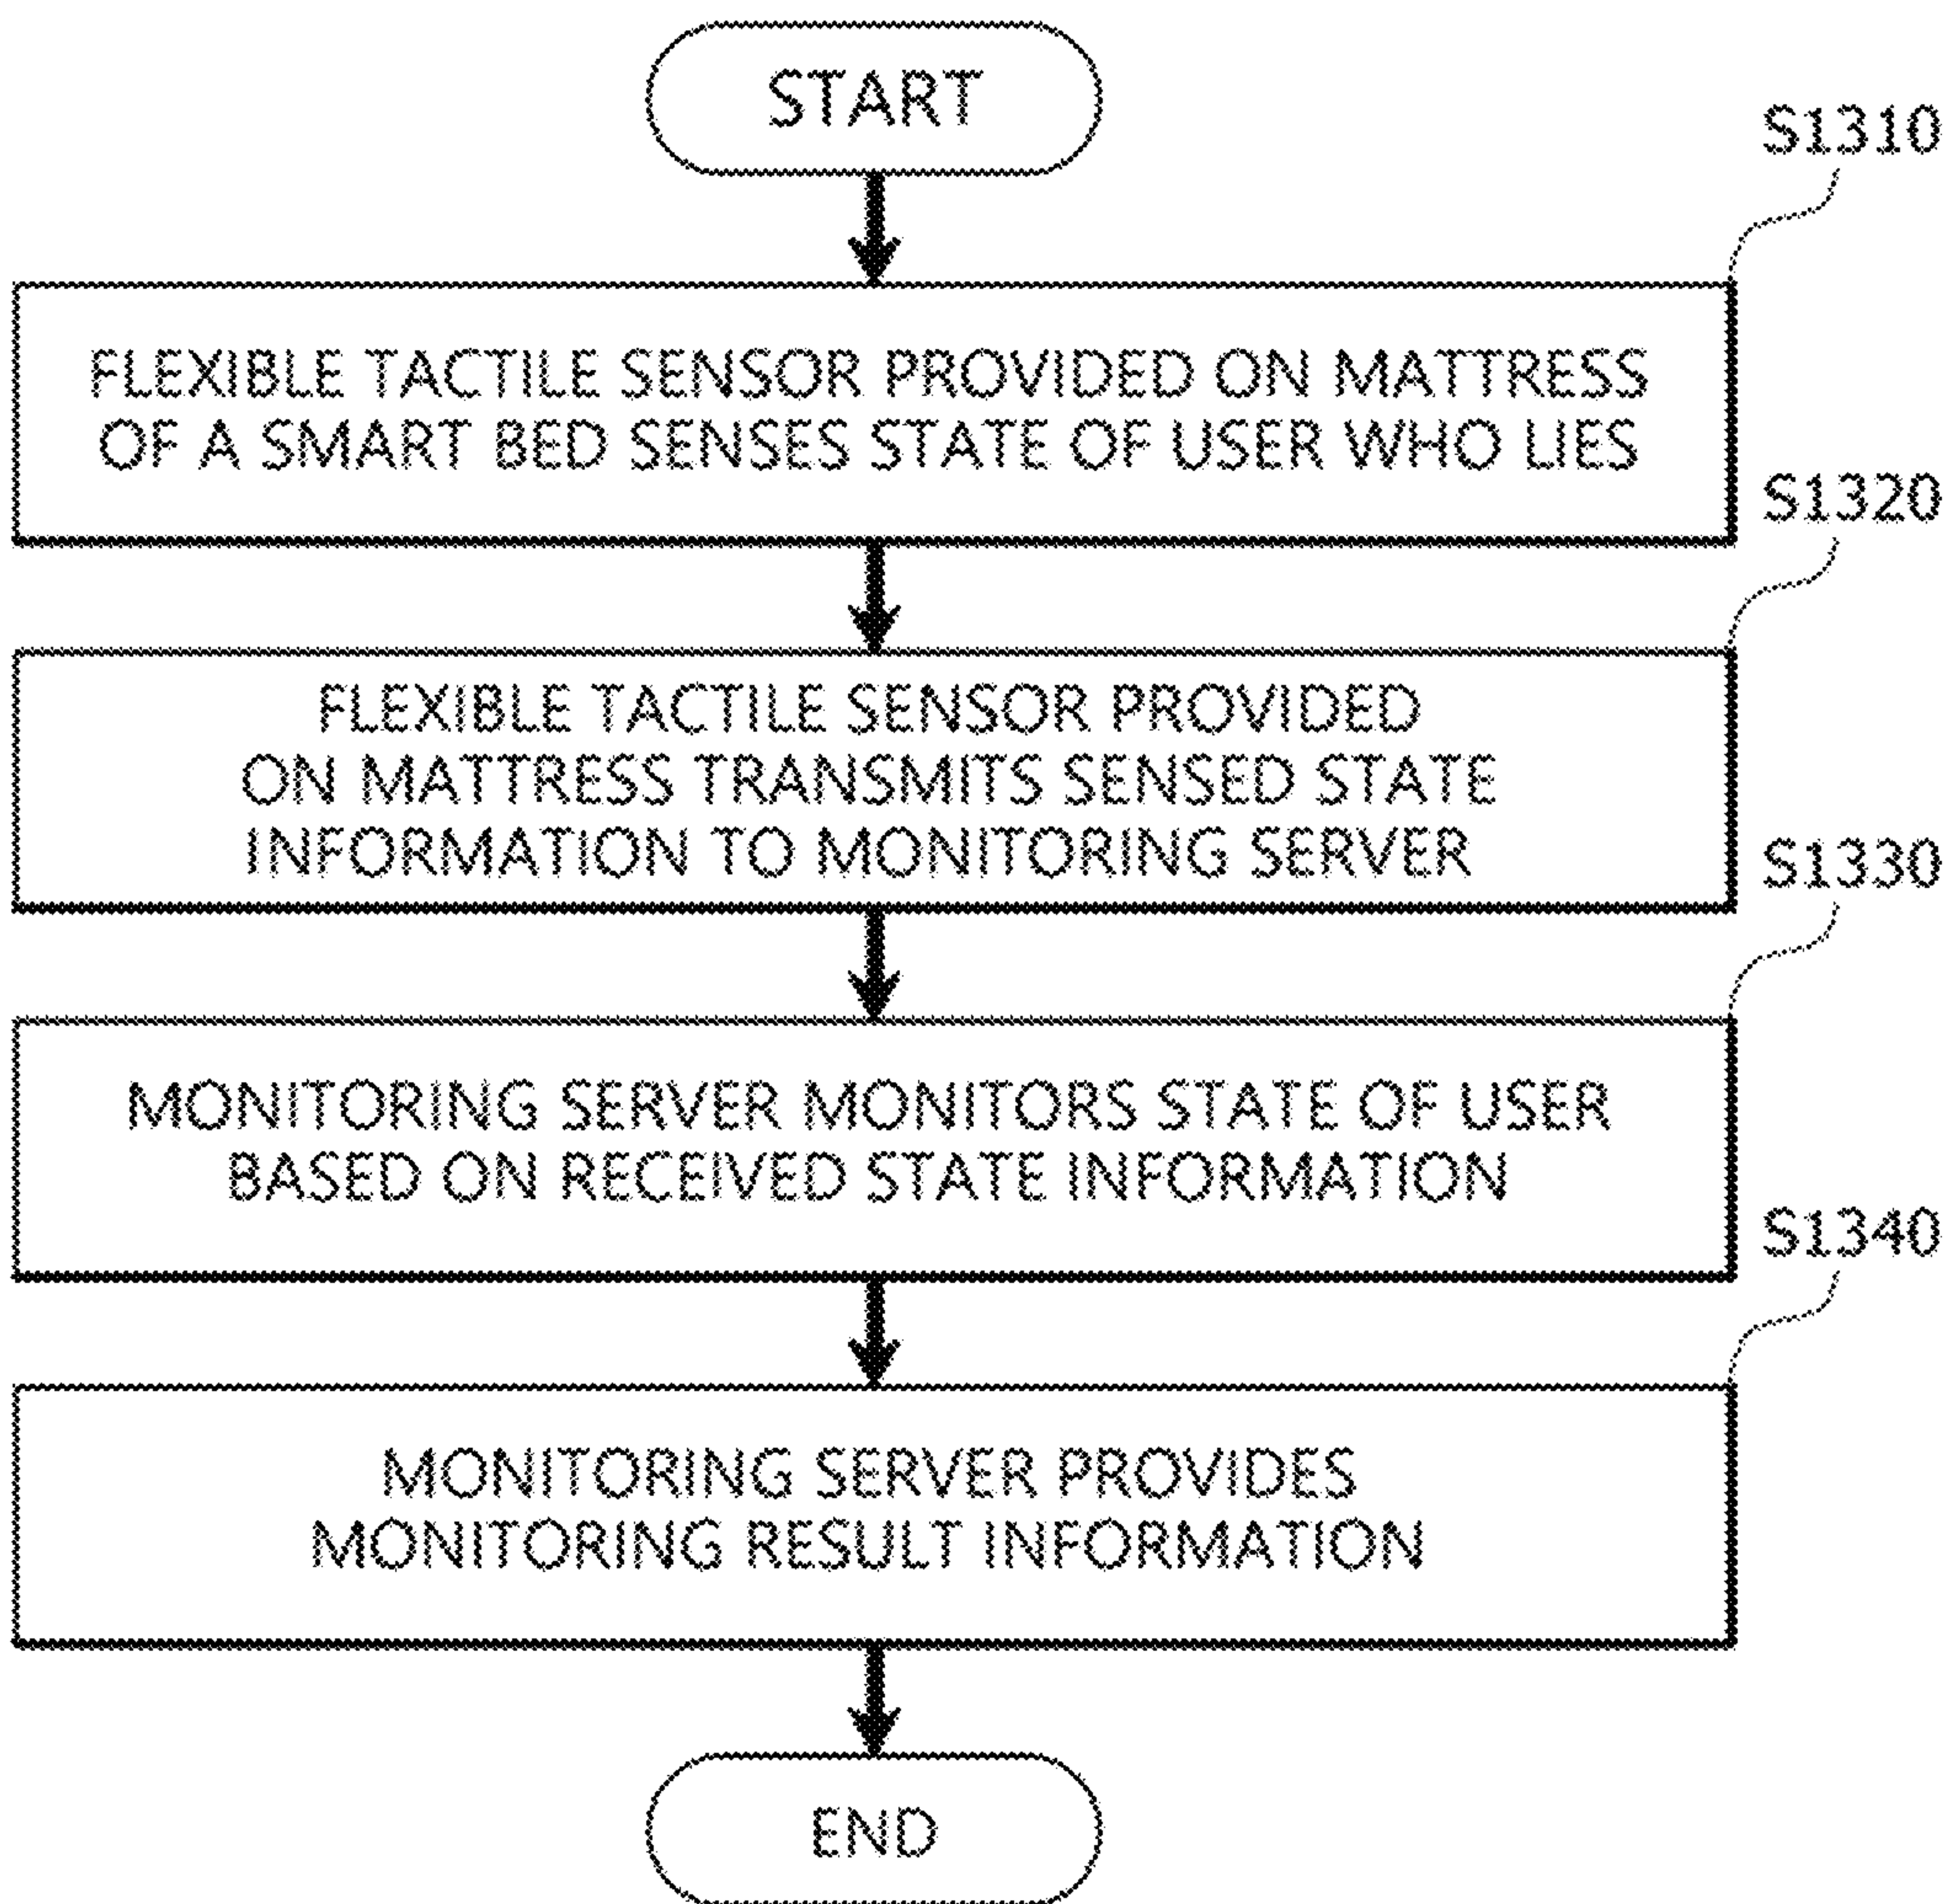 START
S1310
FLEXIBLE TACTILE SENSOR PROVIDED ON MATTRESS
OF A SMART BED SENSES STATE OF USER WHO LIES
S1320
FLEXIBLE TACTILE SENSOR PROVIDED
ON MATTRESS TRANSMITS SENSED STATE
INFORMATION TO MONITORING SERVER
S1330
MONITORING SERVER MONITORS STATE OF USER
BASED ON RECEIVED STATE INFORMATION
S1340
MONITORING SERVER PROVIDES
MONITORING RESULT INFORMATION
END